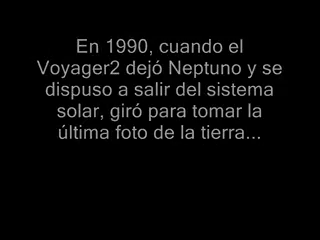 En 1990, cuando el
Voyager2 dejó Neptuno y se
dispuso a salir del sistema
solar, giró para tomar la
última foto de la tierra...